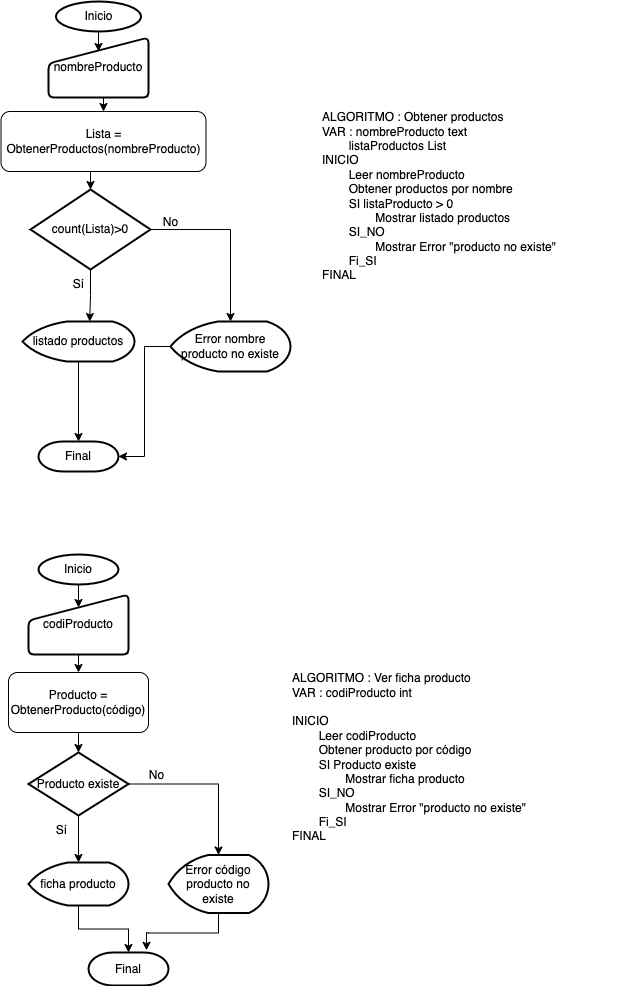 Inicio
nombreProducto
Lista =
ObtenerProductos(nombreProducto)
count(Lista)>0
No
Sí
listado productos
Error nombre
producto no existe
Final
ALGORITMO : Obtener productos
VAR : nombreProducto text
listaProductos List
INICIO
Leer nombreProducto
Obtener productos por nombre
SI listaProducto > 0
Mostrar listado productos
SI_NO
Mostrar Error "producto no existe"
Fi_SI
FINAL
Inicio
codiProducto
Producto =
ObtenerProducto(código)
Producto existe
No
Sí
ficha producto
Error código
producto no
existe
Final
ALGORITMO : Ver ficha producto
VAR : codiProducto int
INICIO
Leer codiProducto
Obtener producto por código
SI Producto existe
Mostrar ficha producto
SI_NO
Mostrar Error "producto no existe"
Fi_SI
FINAL